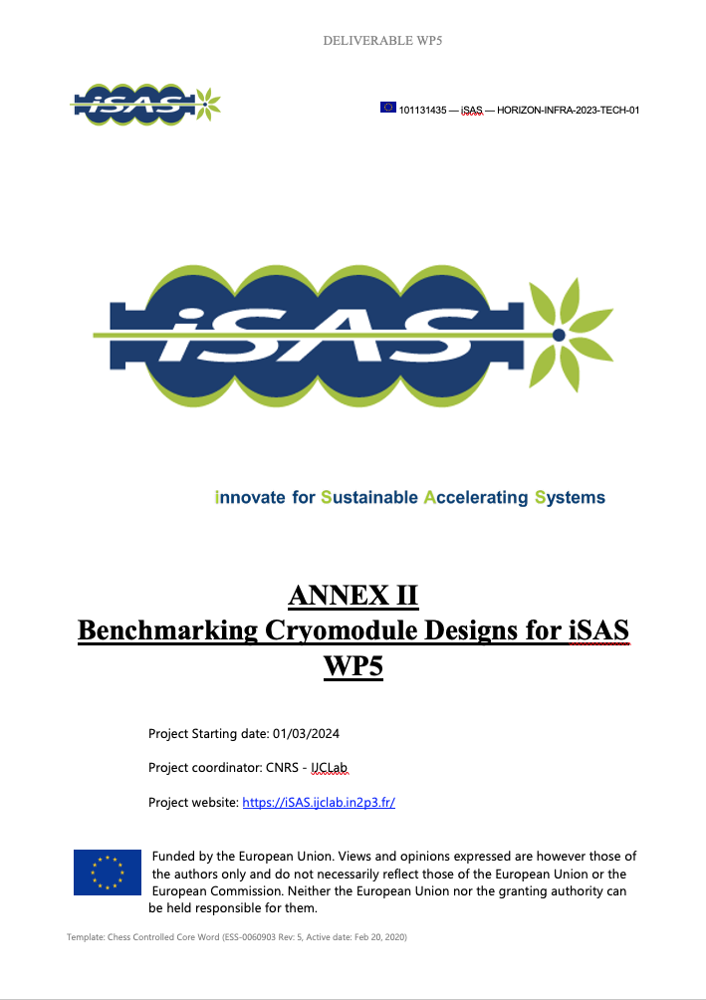 DELIVERABLE WP5
iSAS
101131435 — iSAS — HORIZON-INFRA-2023-TECH-01
iSAS
innovate for Sustainable Accelerating Systems
ANNEX II
Benchmarking Cryomodule Designs for iSAS
WP5
Project Starting date: 01/03/2024
Project coordinator: CNRS - IJCLab
Project website: https://iSAS.ijclab.in2p3.fr/
Funded by the European Union. Views and opinions expressed are however those of
the authors only and do not necessarily reflect those of the European Union or the
European Commission. Neither the European Union nor the granting authority can
be held responsible for them.
Template: Chess Controlled Core Word (ESS-0060903 Rev: 5, Active date: Feb 20, 2020)